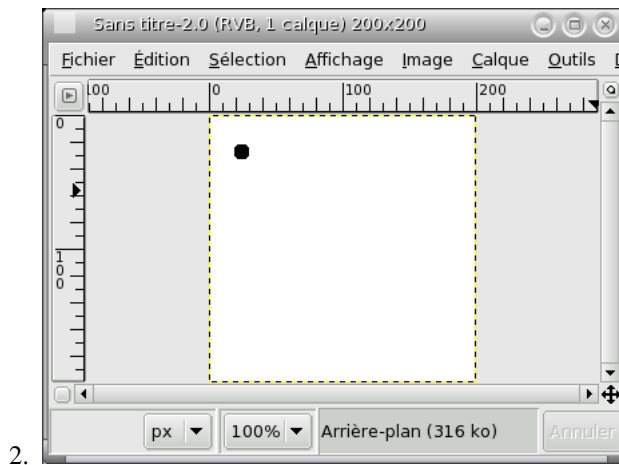 Sans titre-2.0 (RVB, 1 calque) 200x200
Fichier Édition Sélection Affichage Image Calque Outils
100 0 100 200
0
100
px 100% Arrière-plan (316 ko) Annuler
2.